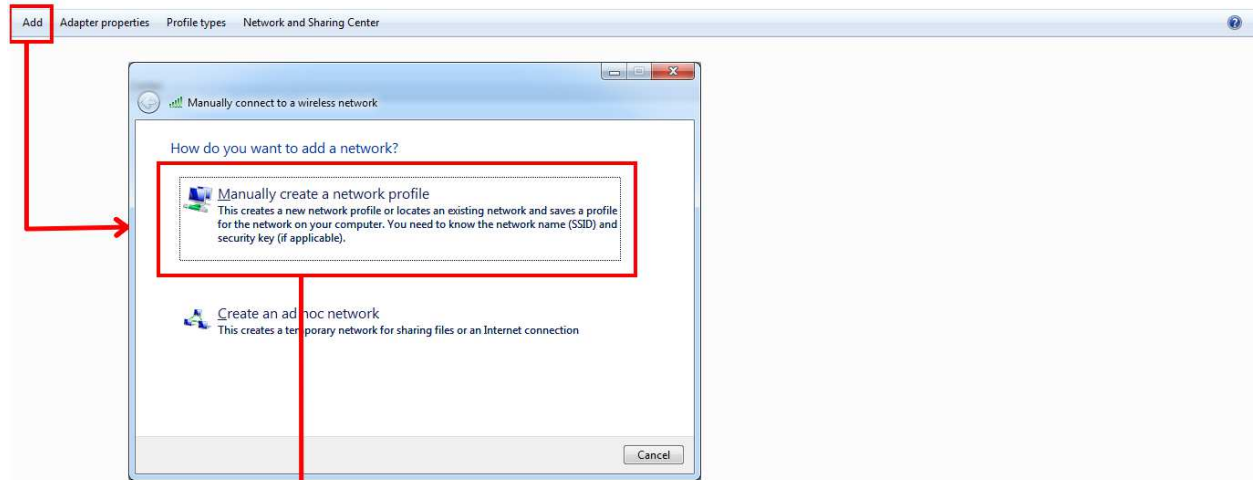 Add Adapter properties Profile types Network and Sharing Center
Manually connect to a wireless network
How do you want to add a network?
Manually create a network profile
This creates a new network profile or locates an existing network and saves a profile
for the network on your computer. You need to know the network name (SSID) and
security key (if applicable).
Create an ad hoc network
This creates a temporary network for sharing files or an Internet connection
Cancel